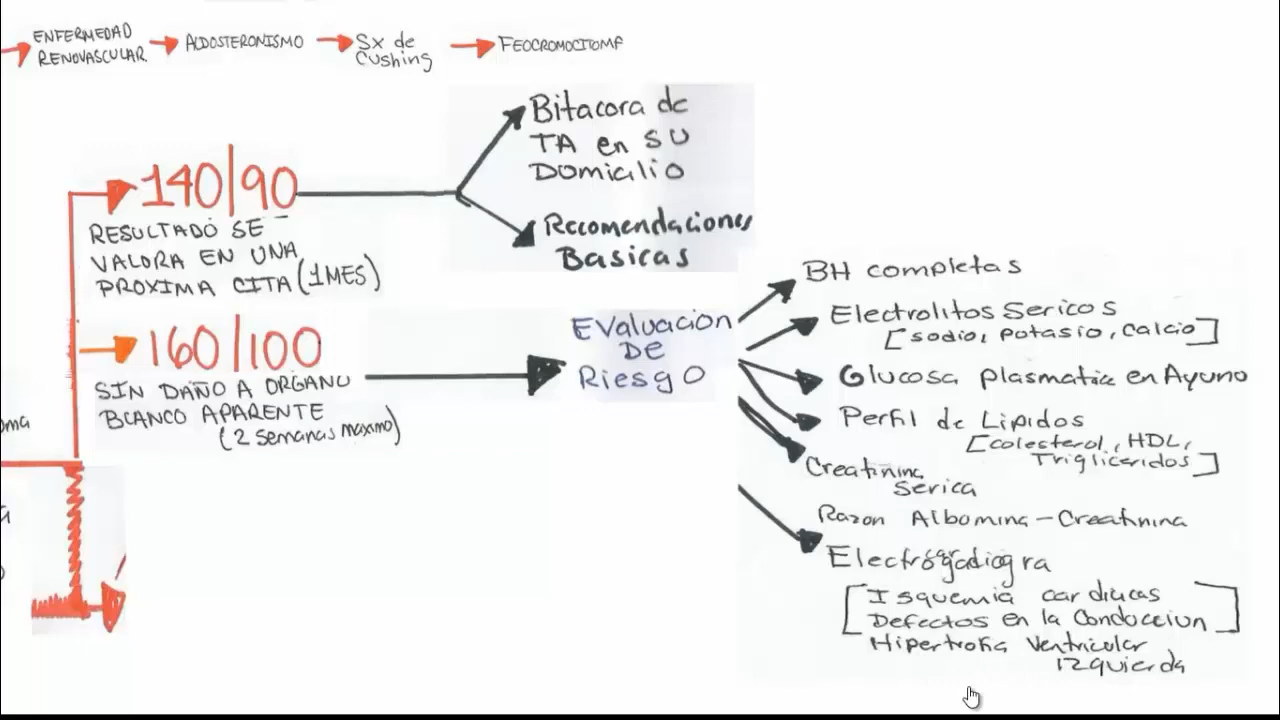 ENFERMEDAD
RENOVASCULAR
ALDOSTERONISMO
Sx de
Cushing
FEOCROMOCITOMA
Bitacora de
TA en SU
Domicilio
140/90
RESULTADO SE
VALORA EN UNA
PROXIMA CITA (1MES)
Recomendaciones
Basicas
160/100
SIN DAÑO A ORGANO
BLANCO APARENTE
(2 semanas maximo)
Evaluacion
DE
Riesgo
BH completas
Electrolitos Sericos
[sodio, potasio, calcio]
Glucosa plasmatica en Ayuno
Perfil de Lipidos
[colesterol, HDL,
Trigliceridos]
Creatinina
Serica
Razon Albomina - Creatinina
[Isquemia cardiacas
Defectos en la Conduccion]
Hipertrofia Ventricular
Izquierda
oma